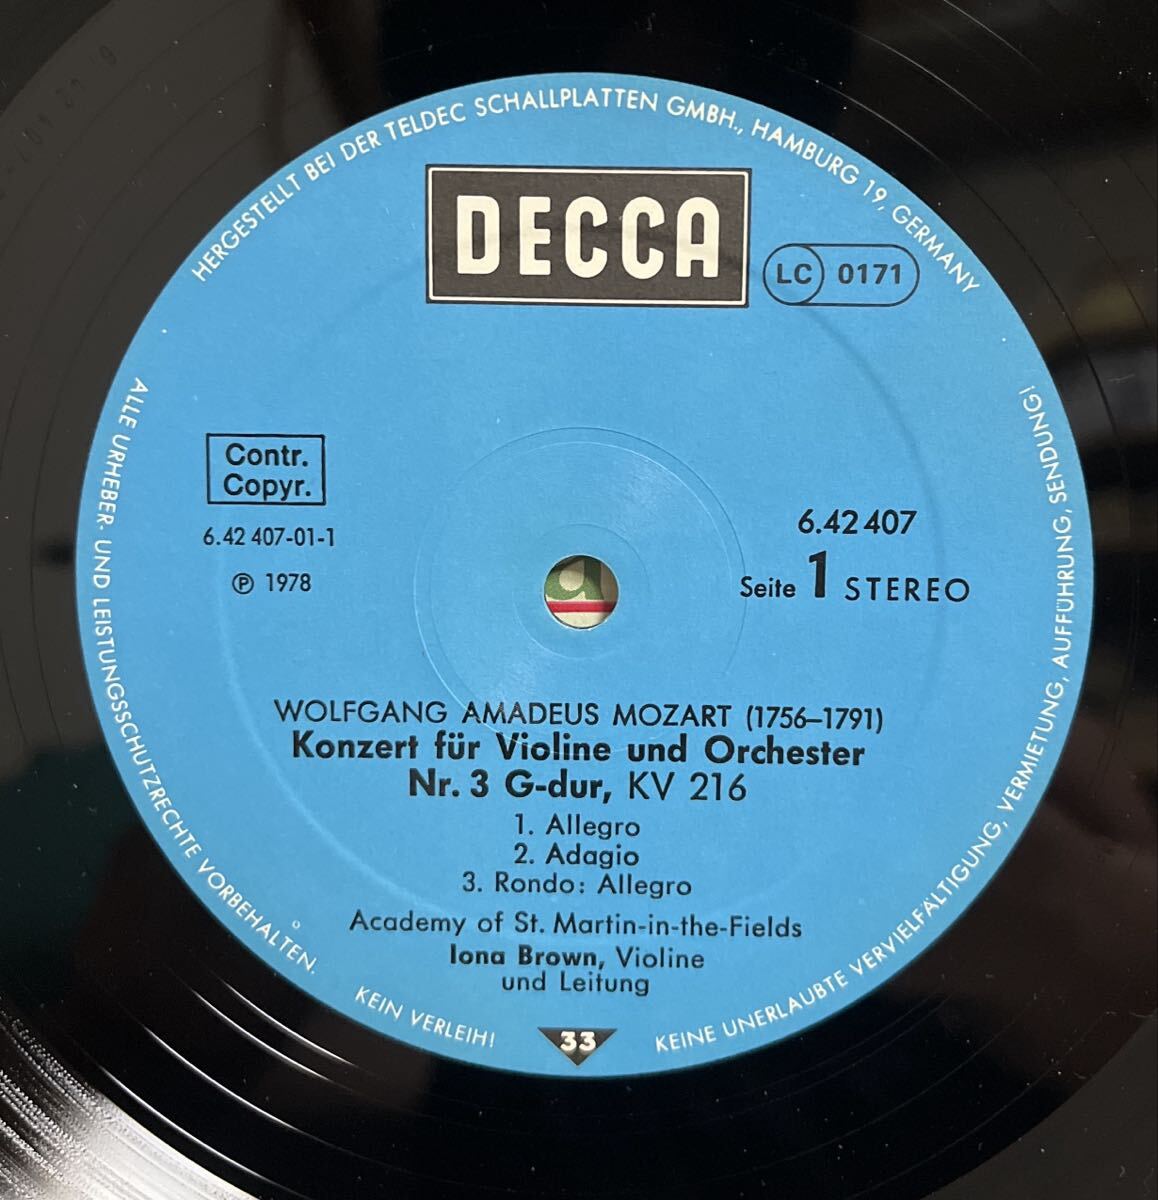 HERGESTELLT BEI DER TELDEC SCHALLPLATTEN GMBH., HAMBURG 19, GERMANY
DECCA
LC 0171
Contr.
Copyr.
6.42 407-01-1
℗ 1978
6.42 407
Seite 1 STEREO
WOLFGANG AMADEUS MOZART (1756–1791)
Konzert für Violine und Orchester
Nr. 3 G-dur, KV 216
1. Allegro
2. Adagio
3. Rondo: Allegro
Academy of St. Martin-in-the-Fields
Iona Brown, Violine
und Leitung
33
ALLE URHEBER- UND LEISTUNGSSCHUTZRECHTE VORBEHALTEN.
KEIN VERLEIH!
KEINE UNERLAUBTE VERVIELFÄLTIGUNG, VERMIETUNG, AUFFÜHRUNG, SENDUNG!